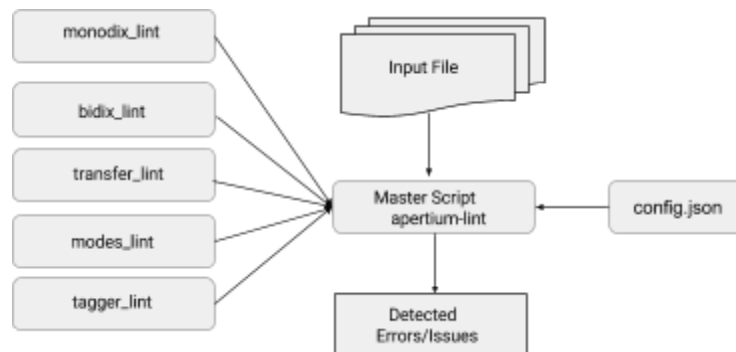 monodix_lint
Input File
bidix_lint
transfer_lint
Master Script
apertium-lint
config.json
modes_lint
tagger_lint
Detected
Errors/Issues